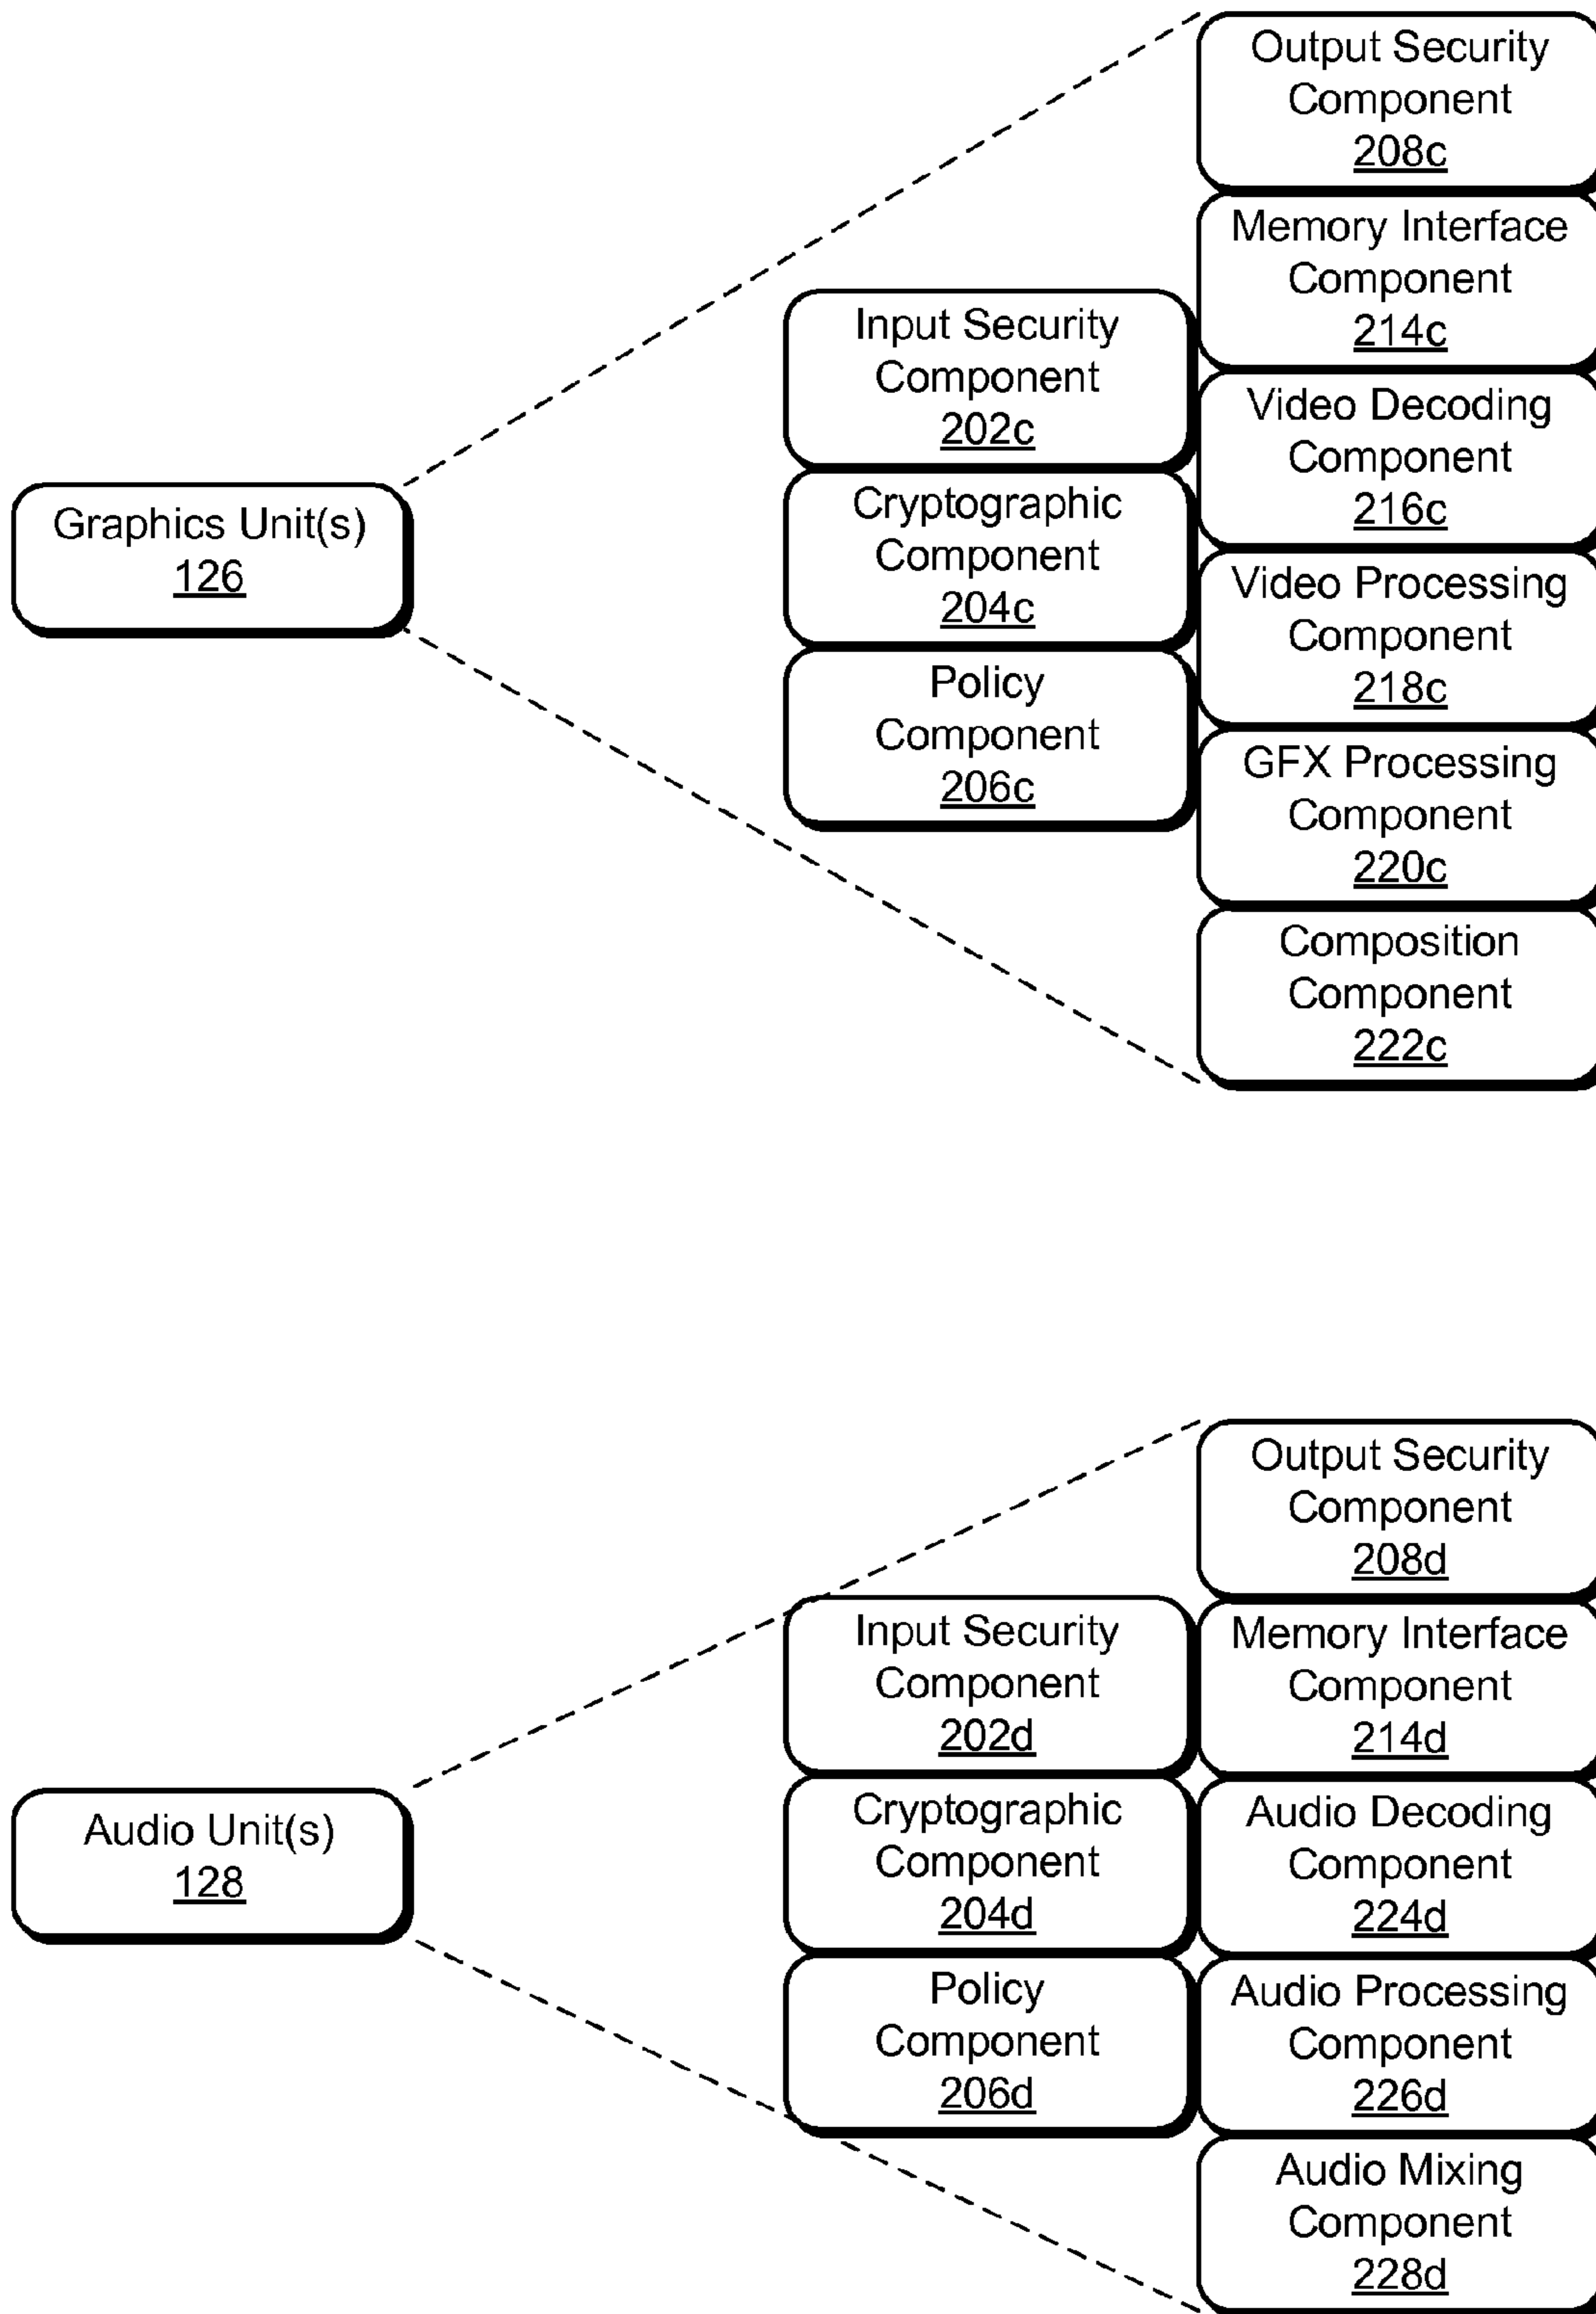 Graphics Unit(s)
126
Input Security
Component
202c
Cryptographic
Component
204c
Policy
Component
206c
Output Security
Component
208c
Memory Interface
Component
214c
Video Decoding
Component
216c
Video Processing
Component
218c
GFX Processing
Component
220c
Composition
Component
222c
Audio Unit(s)
128
Input Security
Component
202d
Cryptographic
Component
204d
Policy
Component
206d
Output Security
Component
208d
Memory Interface
Component
214d
Audio Decoding
Component
224d
Audio Processing
Component
226d
Audio Mixing
Component
228d